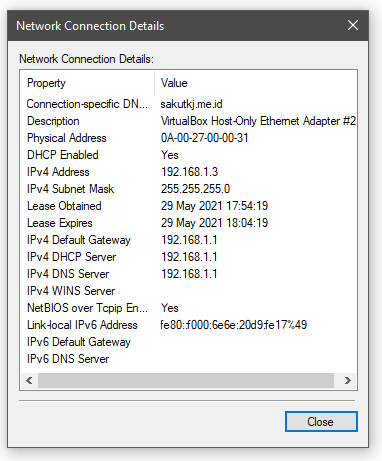 Network Connection Details
Network Connection Details:
Property Value
Connection-specific DN... sakutkj.me.id
Description VirtualBox Host-Only Ethernet Adapter #2
Physical Address 0A-00-27-00-00-31
DHCP Enabled Yes
IPv4 Address 192.168.1.3
IPv4 Subnet Mask 255.255.255.0
Lease Obtained 29 May 2021 17:54:19
Lease Expires 29 May 2021 18:04:19
IPv4 Default Gateway 192.168.1.1
IPv4 DHCP Server 192.168.1.1
IPv4 DNS Server 192.168.1.1
IPv4 WINS Server
NetBIOS over Tcpip En... Yes
Link-local IPv6 Address fe80::f000:6e6e:20d9:fe17%49
IPv6 Default Gateway
IPv6 DNS Server
Close